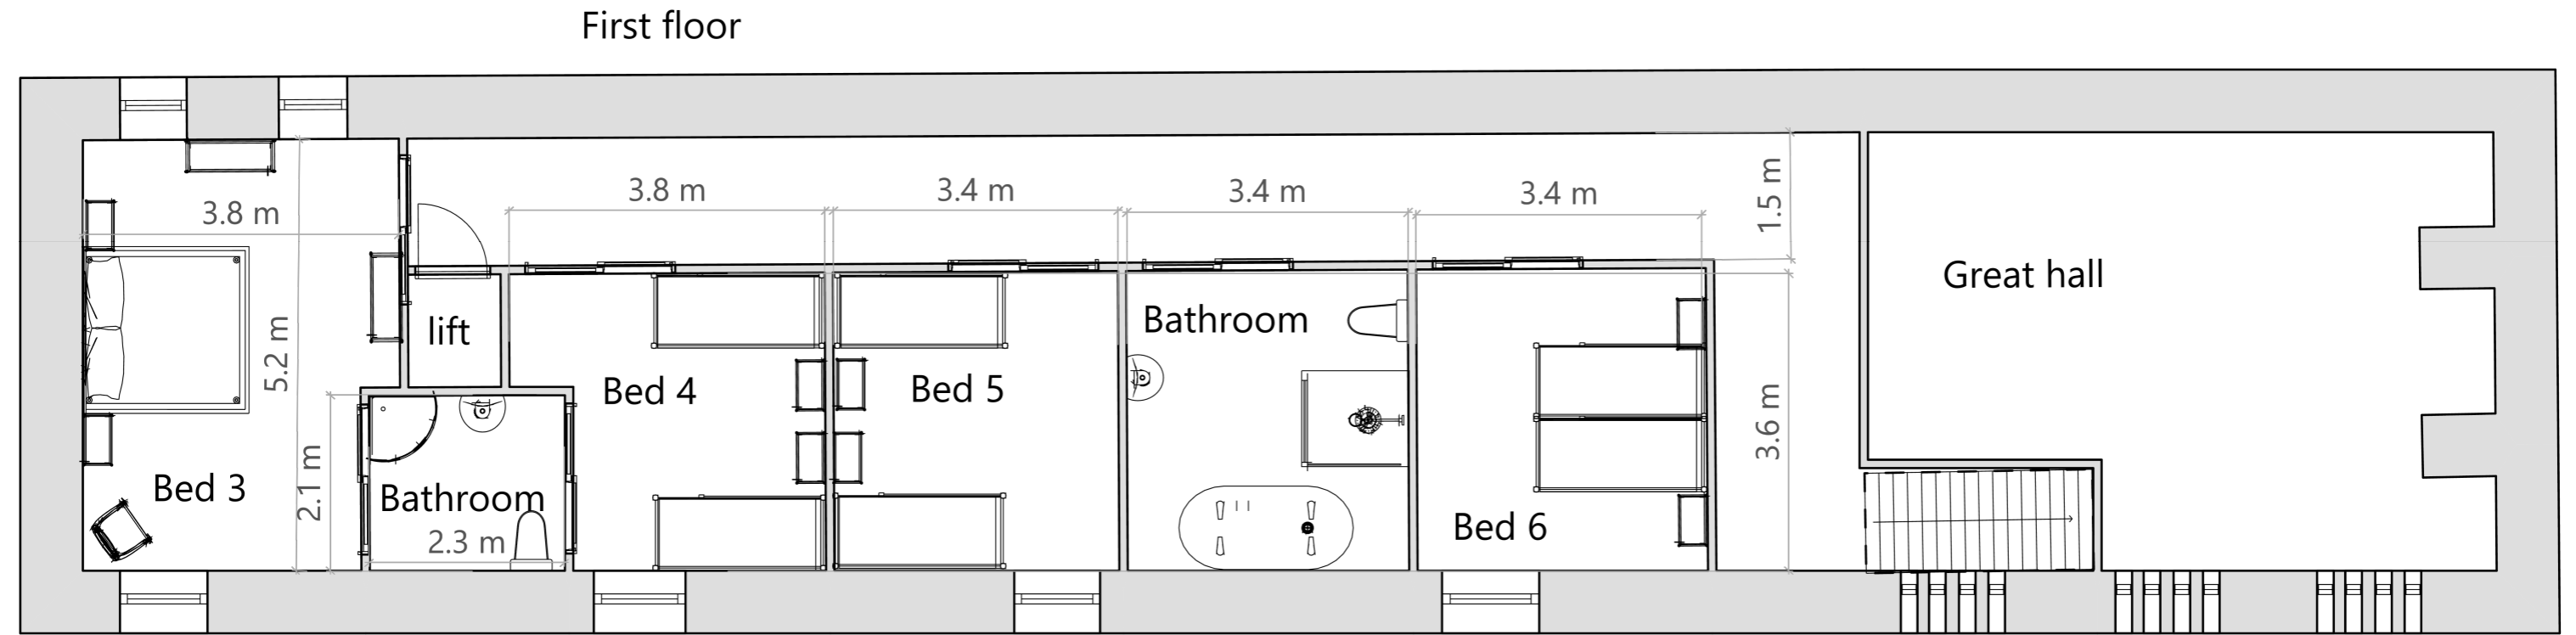 First floor
3.8 m
3.4 m
3.4 m
3.4 m
1.5 m
3.8 m
Great hall
lift
Bathroom
5.2 m
Bed 4
Bed 5
3.6 m
Bed 3
2.1 m
Bathroom
2.3 m
Bed 6